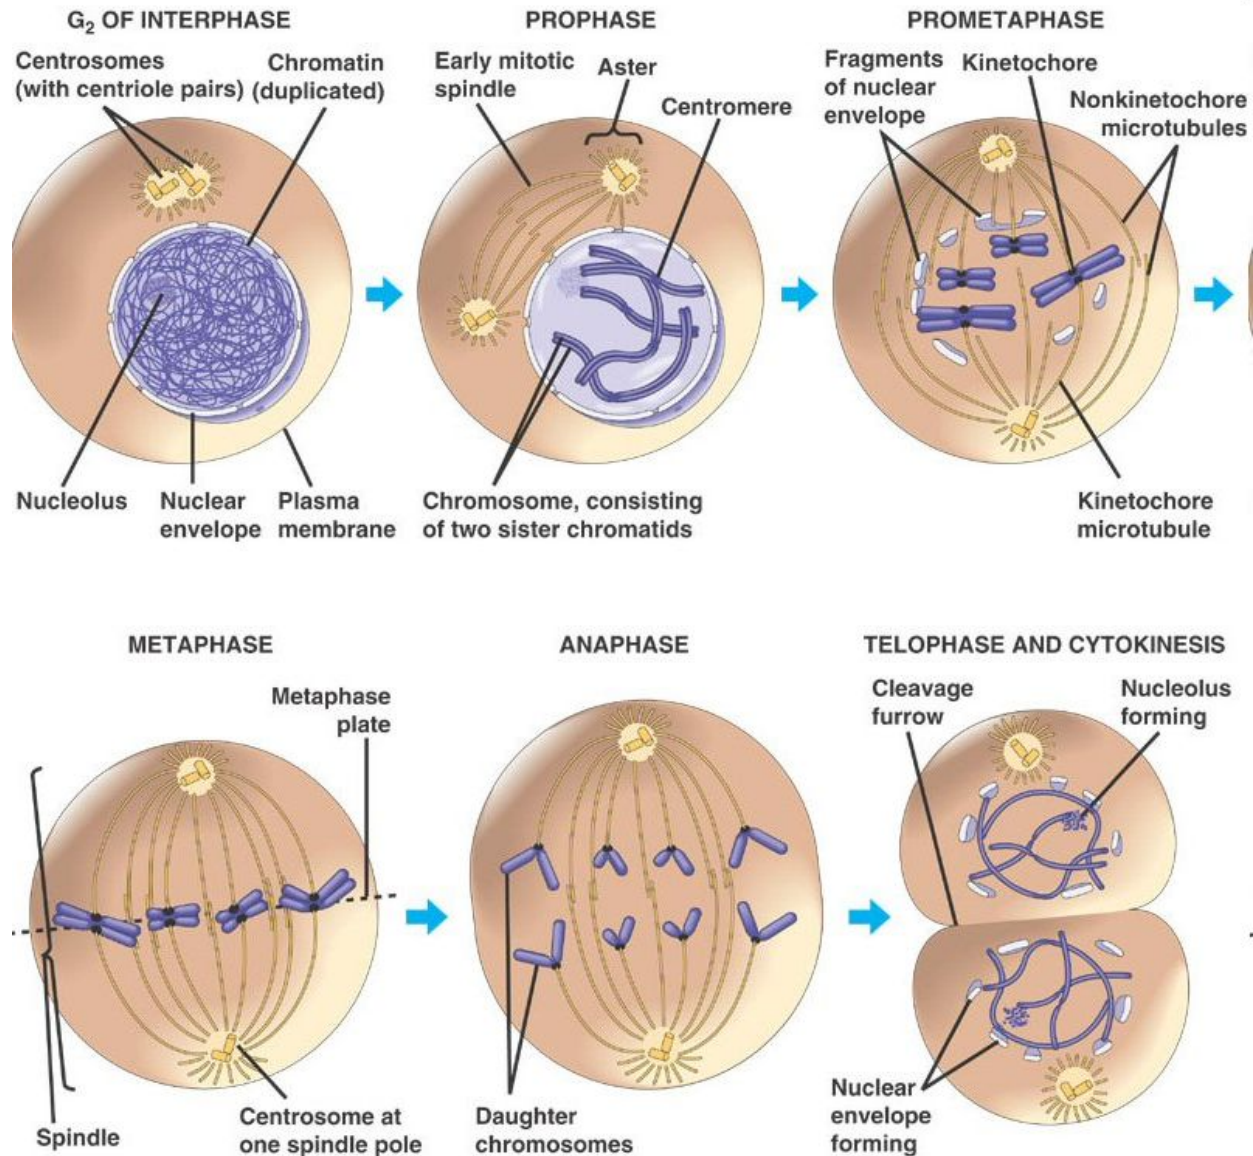 G₂ OF INTERPHASE
Centrosomes
(with centriole pairs)
Chromatin
(duplicated)
Nucleolus
Nuclear
envelope
Plasma
membrane
PROPHASE
Early mitotic
spindle
Aster
Centromere
Chromosome, consisting
of two sister chromatids
PROMETAPHASE
Fragments
of nuclear
envelope
Kinetochore
Nonkinetochore
microtubules
Kinetochore
microtubule
METAPHASE
Metaphase
plate
Spindle
Centrosome at
one spindle pole
ANAPHASE
Daughter
chromosomes
TELOPHASE AND CYTOKINESIS
Cleavage
furrow
Nucleolus
forming
Nuclear
envelope
forming